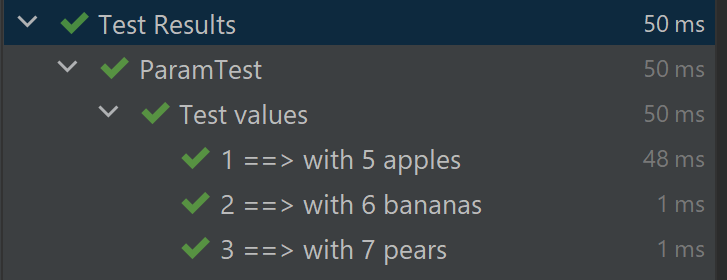 Test Results 50 ms
ParamTest 50 ms
Test values 50 ms
1 ==> with 5 apples 48 ms
2 ==> with 6 bananas 1 ms
3 ==> with 7 pears 1 ms